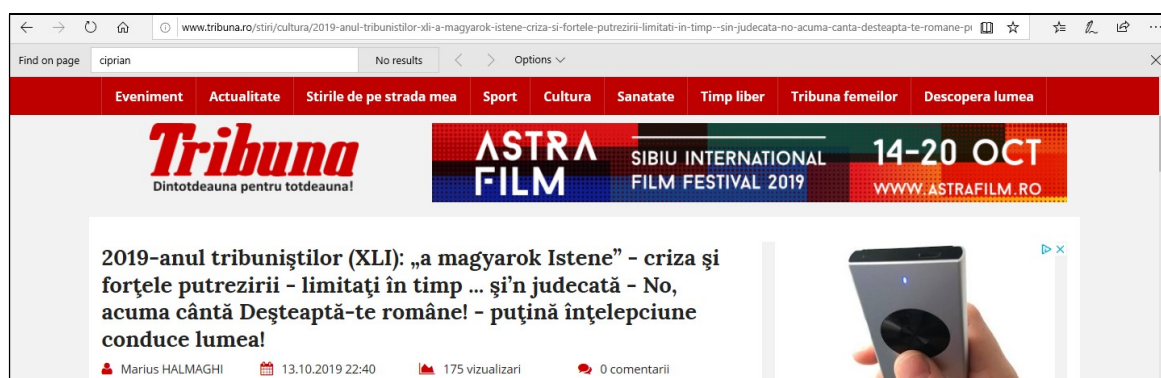 www.tribuna.ro/stiri/cultura/2019-anul-tribunistilor-xli-a-magyarok-istene-criza-si-fortele-putrezirii-limitati-in-timp--sin-judecata-no-acuma-canta-desteapta-te-romane-p
Find on page ciprian No results Options
Eveniment Actualitate Stirile de pe strada mea Sport Cultura Sanatate Timp liber Tribuna femeilor Descopera lumea
Tribuna
Dintotdeauna pentru totdeauna!
ASTRA FILM
SIBIU INTERNATIONAL
FILM FESTIVAL 2019
14-20 OCT
WWW.ASTRAFILM.RO
2019-anul tribuniştilor (XLI): „a magyarok Istene” - criza şi
forţele putrezirii - limitaţi în timp ... şi’n judecată - No,
acuma cântă Deşteaptă-te române! - puţină înţelepciune
conduce lumea!
Marius HALMAGHI 13.10.2019 22:40 175 vizualizari 0 comentarii